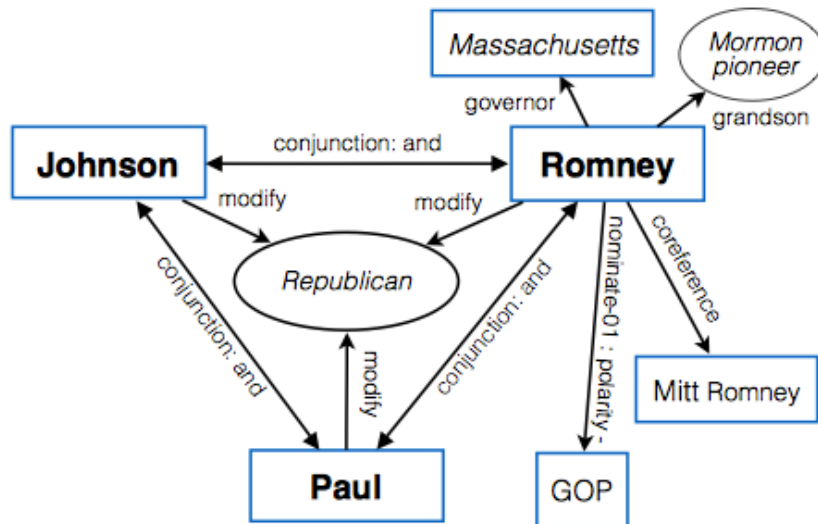 Massachusetts
Mormon
pioneer
governor
grandson
conjunction: and
Johnson
Romney
modify
modify
Republican
conjunction: and
conjunction: and
nominate-01 : polarity -
coreference
modify
Mitt Romney
Paul
GOP